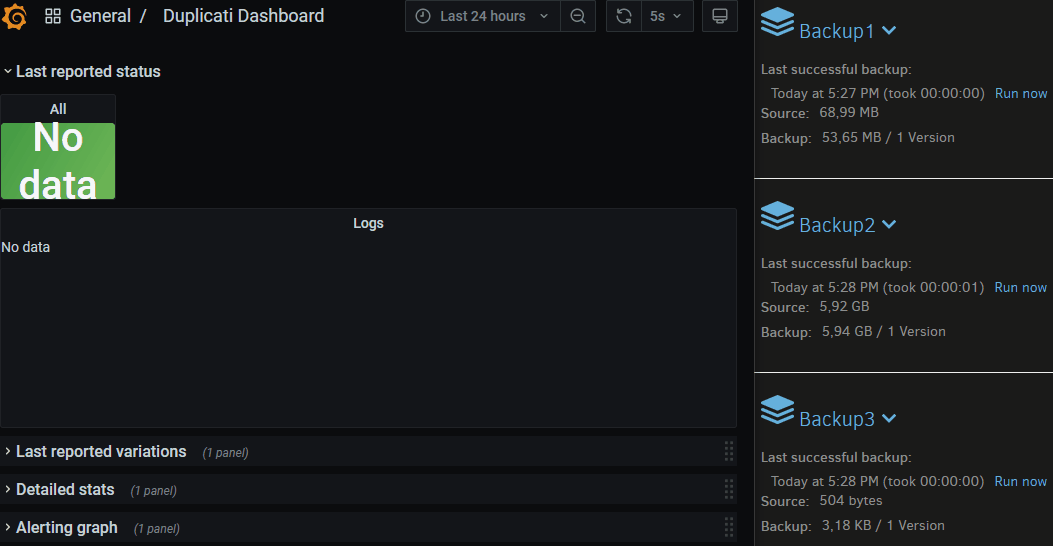 General / Duplicati Dashboard
Last 24 hours
5s
Last reported status
All
No
data
Logs
No data
Last reported variations (1 panel)
Detailed stats (1 panel)
Alerting graph (1 panel)
Backup1
Last successful backup:
Today at 5:27 PM (took 00:00:00) Run now
Source: 68,99 MB
Backup: 53,65 MB / 1 Version
Backup2
Last successful backup:
Today at 5:28 PM (took 00:00:01) Run now
Source: 5,92 GB
Backup: 5,94 GB / 1 Version
Backup3
Last successful backup:
Today at 5:28 PM (took 00:00:00) Run now
Source: 504 bytes
Backup: 3,18 KB / 1 Version